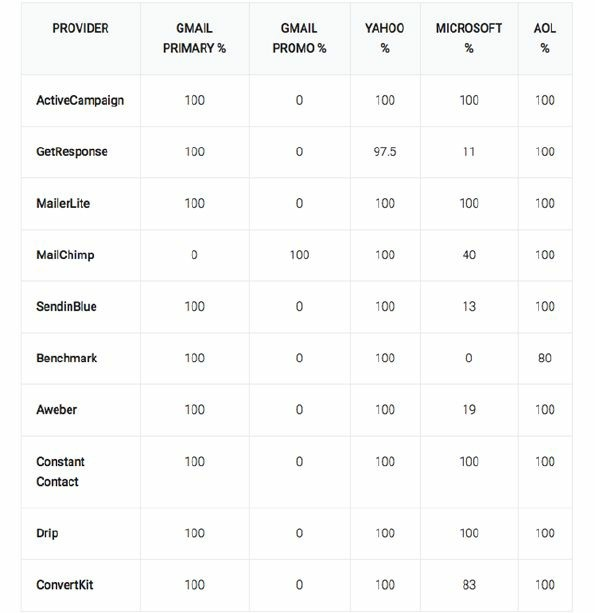 PROVIDER GMAIL PRIMARY % GMAIL PROMO % YAHOO % MICROSOFT % AOL %
ActiveCampaign 100 0 100 100 100
GetResponse 100 0 97.5 11 100
MailerLite 100 0 100 100 100
MailChimp 0 100 100 40 100
SendinBlue 100 0 100 13 100
Benchmark 100 0 100 0 80
Aweber 100 0 100 19 100
Constant Contact 100 0 100 100 100
Drip 100 0 100 100 100
ConvertKit 100 0 100 83 100